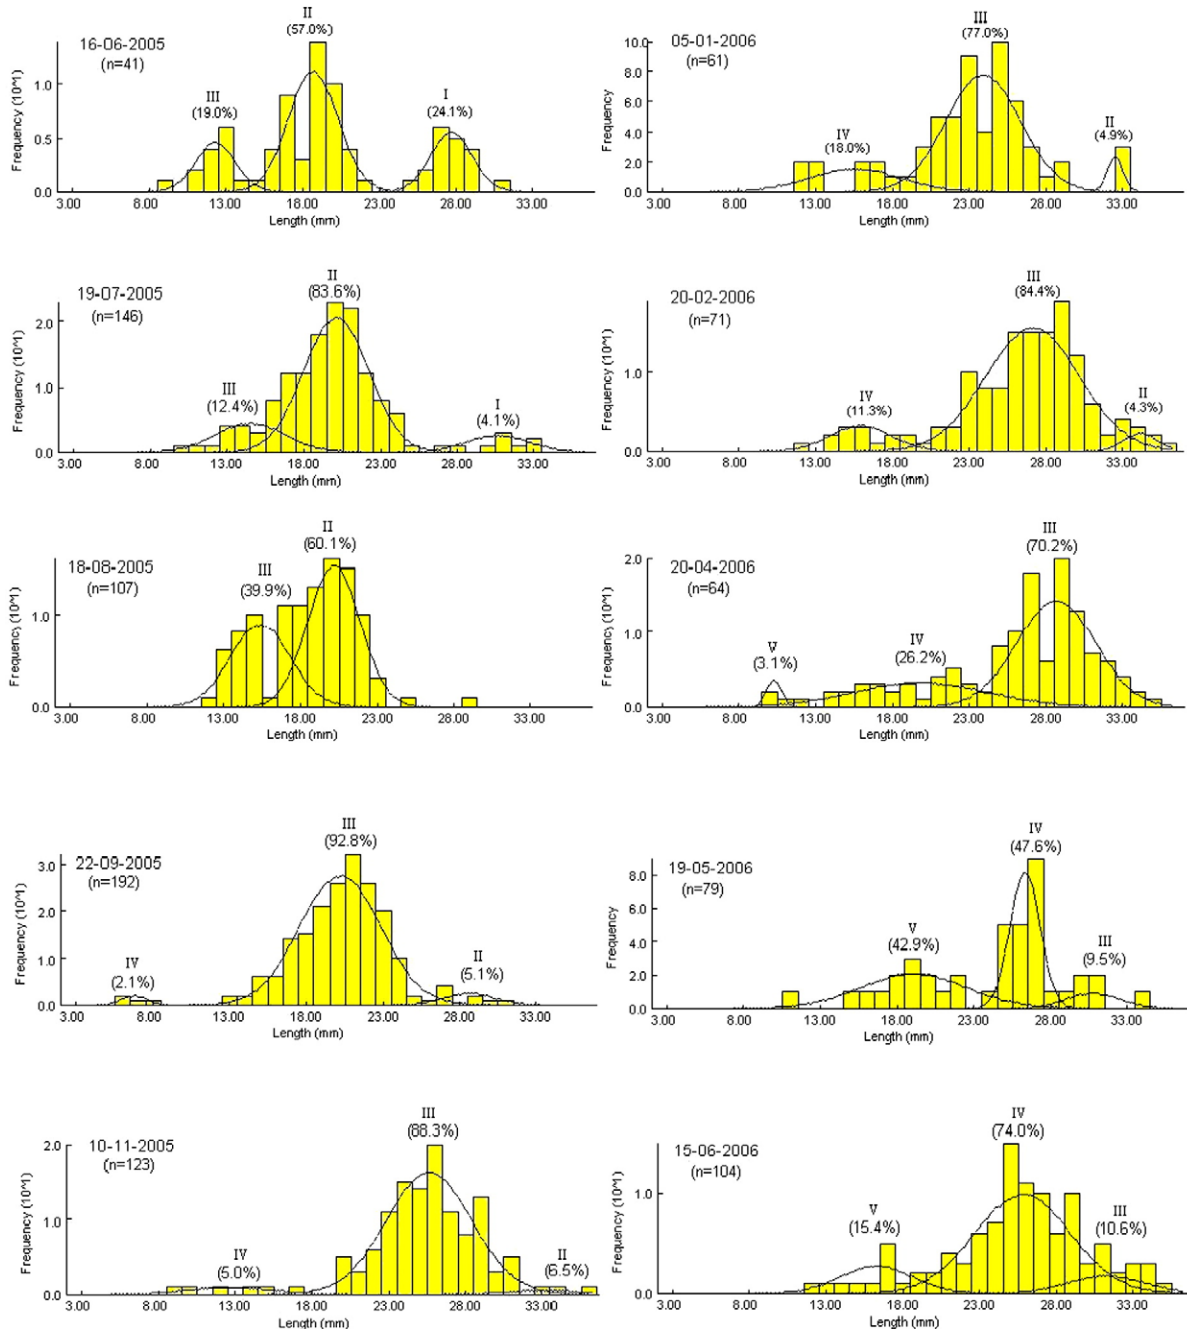 II
(57.0%)
16-06-2005
(n=41)
III
(19.0%)
I
(24.1%)
Frequency (10^1)
1.0
0.5
0.0
3.00 8.00 13.00 18.00 23.00 28.00 33.00
Length (mm)
III
(77.0%)
05-01-2006
(n=61)
IV
(18.0%)
II
(4.9%)
Frequency
10.0
8.0
6.0
4.0
2.0
0.0
3.00 8.00 13.00 18.00 23.00 28.00 33.00
Length (mm)
II
(83.6%)
19-07-2005
(n=146)
III
(12.4%)
I
(4.1%)
Frequency (10^1)
2.0
1.0
0.0
3.00 8.00 13.00 18.00 23.00 28.00 33.00
Length (mm)
III
(84.4%)
20-02-2006
(n=71)
IV
(11.3%)
II
(4.3%)
Frequency (10^1)
1.0
0.0
3.00 8.00 13.00 18.00 23.00 28.00 33.00
Length (mm)
II
(60.1%)
18-08-2005
(n=107)
III
(39.9%)
Frequency (10^1)
1.0
0.0
3.00 8.00 13.00 18.00 23.00 28.00 33.00
Length (mm)
III
(70.2%)
20-04-2006
(n=64)
V
(3.1%)
IV
(26.2%)
Frequency (10^1)
2.0
1.0
0.0
3.00 8.00 13.00 18.00 23.00 28.00 33.00
Length (mm)
III
(92.8%)
22-09-2005
(n=192)
IV
(2.1%)
II
(5.1%)
Frequency (10^1)
3.0
2.0
1.0
0.0
3.00 8.00 13.00 18.00 23.00 28.00 33.00
Length (mm)
IV
(47.6%)
19-05-2006
(n=79)
V
(42.9%)
III
(9.5%)
Frequency
8.0
6.0
4.0
2.0
0.0
3.00 8.00 13.00 18.00 23.00 28.00 33.00
Length (mm)
III
(88.3%)
10-11-2005
(n=123)
IV
(5.0%)
II
(6.5%)
Frequency (10^1)
2.0
1.0
0.0
3.00 8.00 13.00 18.00 23.00 28.00 33.00
Length (mm)
IV
(74.0%)
15-06-2006
(n=104)
V
(15.4%)
III
(10.6%)
Frequency (10^1)
1.0
0.0
3.00 8.00 13.00 18.00 23.00 28.00 33.00
Length (mm)